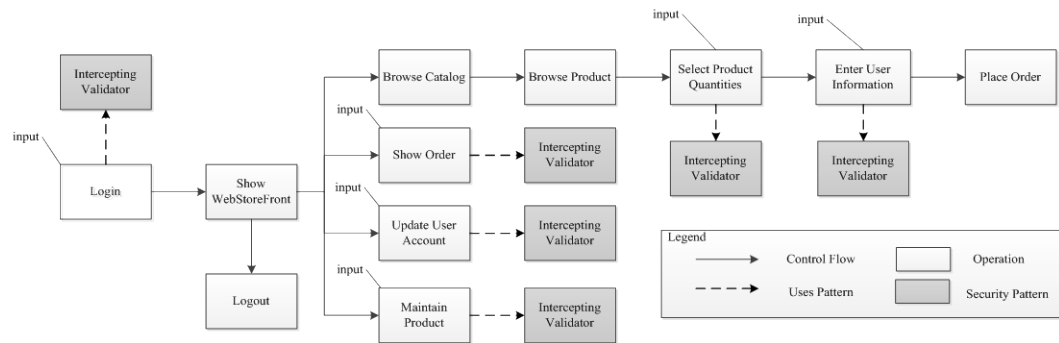 input
input
Intercepting
Validator
Browse Catalog
Browse Product
Select Product
Quantities
Enter User
Information
Place Order
input
input
Login
Show
WebStoreFront
Show Order
Intercepting
Validator
Intercepting
Validator
Intercepting
Validator
input
Update User
Account
Intercepting
Validator
Logout
input
Maintain
Product
Intercepting
Validator
Legend
Control Flow
Operation
Uses Pattern
Security Pattern